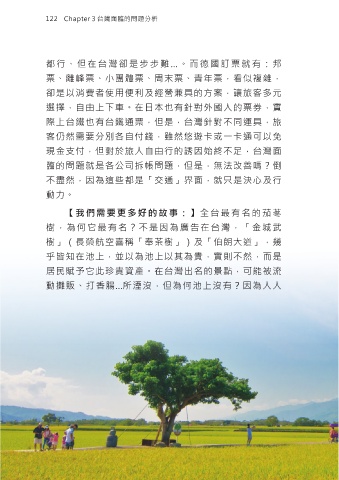 122　Chapter 3 台鐵面臨的問題分析
都行，但在台灣卻是步步難…。而德國訂票就有：邦
票、離峰票、小團體票、周末票、青年票，看似複雜，
卻是以消費者使用便利及經營兼具的方案，讓旅客多元
選擇，自由上下車。在日本也有針對外國人的票券，實
際上台鐵也有台鐵通票，但是，台灣針對不同運具，旅
客仍然需要分別各自付錢，雖然悠遊卡或一卡通可以免
現金支付，但對於旅人自由行的誘因始終不足，台灣面
臨的問題就是各公司拆帳問題，但是，無法改善嗎？倒
不盡然，因為這些都是「交通」界面，就只是決心及行
動力。
【我們需要更多好的故事：】全台最有名的茄苳
樹，為何它最有名？不是因為廣告在台灣，「金城武
樹」（長榮航空喜稱「奉茶樹」）及「伯朗大道」，幾
乎皆知在池上，並以為池上以其為貴，實則不然，而是
居民賦予它此珍貴資產。在台灣出名的景點，可能被流
動攤販、打香腸…所淹沒，但為何池上沒有？因為人人